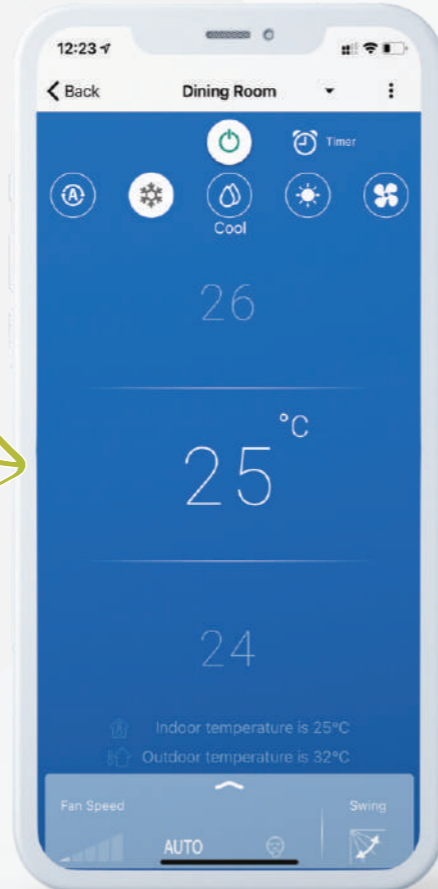 12:23
Back
Dining Room
Timer
A
Cool
26
25 °C
24
Indoor temperature is 25°C
Outdoor temperature is 32°C
Fan Speed
Swing
AUTO